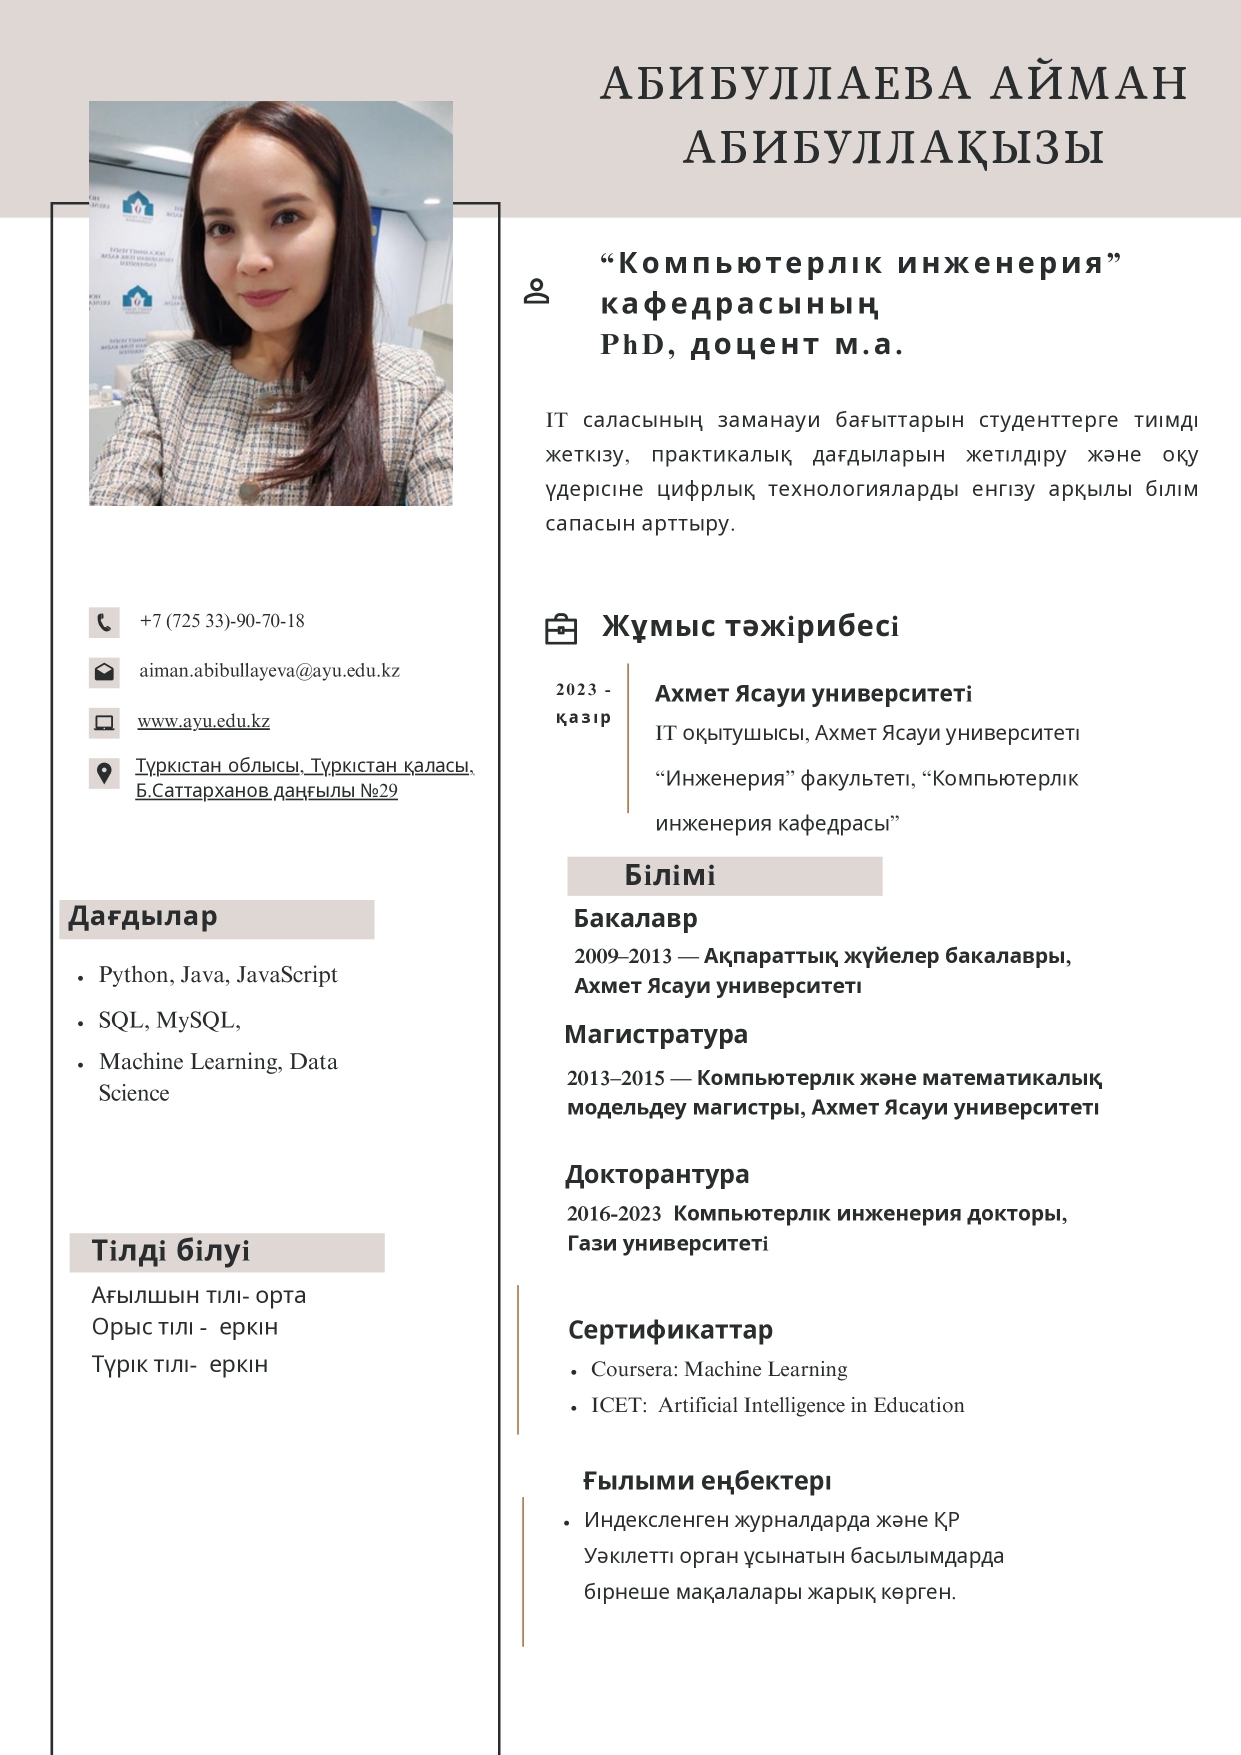 АБИБУЛЛАЕВА АЙМАН
АБИБУЛЛАҚЫЗЫ
“Компьютерлік инженерия”
кафедрасының
PhD, доцент м.а.
IT саласының заманауи бағыттарын студенттерге тиімді
жеткізу, практикалық дағдыларын жетілдіру және оқу
үдерісіне цифрлық технологияларды енгізу арқылы білім
сапасын арттыру.
+7 (725 33)-90-70-18
aiman.abibullayeva@ayu.edu.kz
www.ayu.edu.kz
Түркістан облысы, Түркістан қаласы,
Б.Саттарханов даңғылы №29
Дағдылар
• Python, Java, JavaScript
• SQL, MySQL,
• Machine Learning, Data
Science
Тілді білуі
Ағылшын тілі- орта
Орыс тілі - еркін
Түрік тілі- еркін
Жұмыс тәжірибесі
2023 -
қазір
Ахмет Ясауи университеті
IT оқытушысы, Ахмет Ясауи университеті
“Инженерия” факультеті, “Компьютерлік
инженерия кафедрасы”
Білімі
Бакалавр
2009–2013 — Ақпараттық жүйелер бакалавры,
Ахмет Ясауи университеті
Магистратура
2013–2015 — Компьютерлік және математикалық
модельдеу магистры, Ахмет Ясауи университеті
Докторантура
2016-2023 Компьютерлік инженерия докторы,
Гази университеті
Сертификаттар
• Coursera: Machine Learning
• ICET: Artificial Intelligence in Education
Ғылыми еңбектері
• Индексленген журналдарда және ҚР
Уәкілетті орган ұсынатын басылымдарда
бірнеше мақалалары жарық көрген.